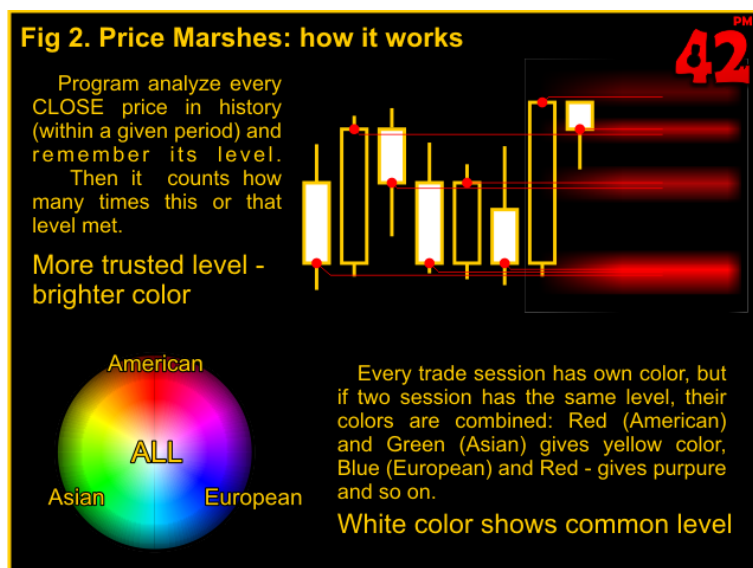 Fig 2. Price Marshes: how it works
PM
42
Program analyze every
CLOSE price in history
(within a given period) and
remember its level.
Then it counts how
many times this or that
level met.
More trusted level -
brighter color
American
ALL
Asian
European
Every trade session has own color, but
if two session has the same level, their
colors are combined: Red (American)
and Green (Asian) gives yellow color,
Blue (European) and Red - gives purpure
and so on.
White color shows common level